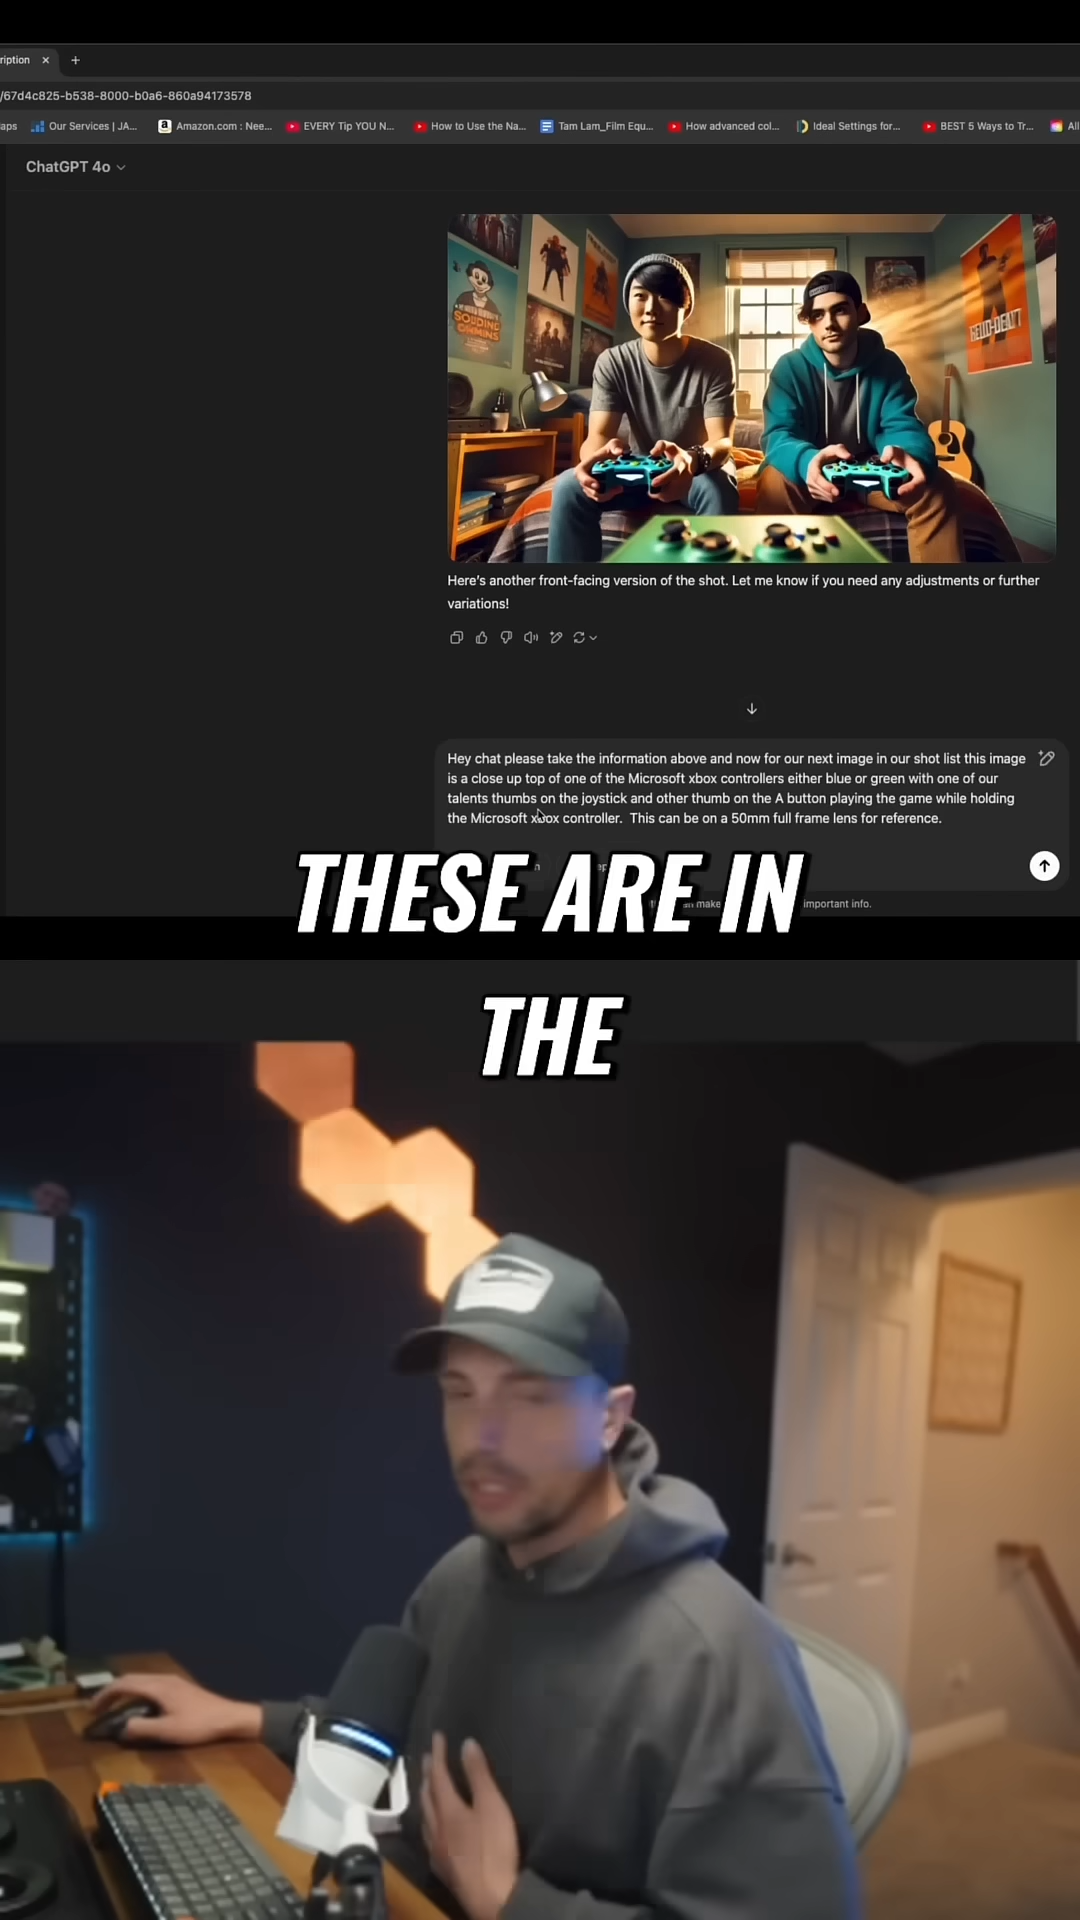 ription
/67d4c825-b538-8000-b0a6-860a94173578
aps
Our Services | JA...
Amazon.com : Nee...
EVERY Tip YOU N...
How to Use the Na...
Tam Lam_Film Equ...
How advanced col...
Ideal Settings for...
BEST 5 Ways to Tr...
All
ChatGPT 4o
SOUDING
Here's another front-facing version of the shot. Let me know if you need any adjustments or further
variations!
Hey chat please take the information above and now for our next image in our shot list this image
is a close up top of one of the Microsoft xbox controllers either blue or green with one of our
talents thumbs on the joystick and other thumb on the A button playing the game while holding
the Microsoft xbox controller.  This can be on a 50mm full frame lens for reference.
THESE ARE IN
important info.
THE